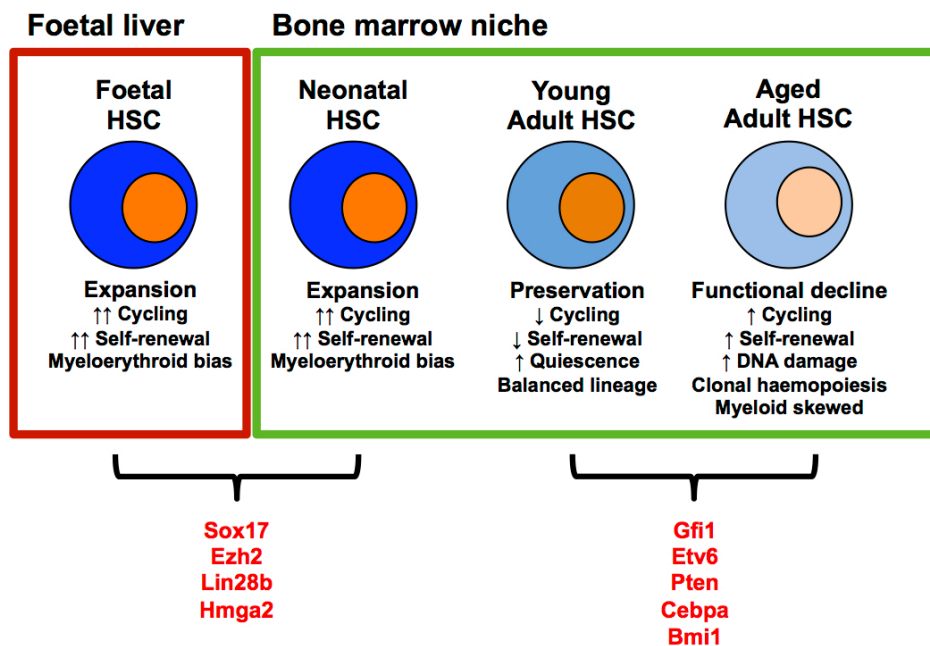 Foetal liver
Bone marrow niche
Foetal
HSC
Expansion
↑↑ Cycling
↑↑ Self-renewal
Myeloerythroid bias
Neonatal
HSC
Expansion
↑↑ Cycling
↑↑ Self-renewal
Myeloerythroid bias
Young
Adult HSC
Preservation
↓ Cycling
↓ Self-renewal
↑ Quiescence
Balanced lineage
Aged
Adult HSC
Functional decline
↑ Cycling
↑ Self-renewal
↑ DNA damage
Clonal haemopoiesis
Myeloid skewed
Sox17
Ezh2
Lin28b
Hmga2
Gfi1
Etv6
Pten
Cebpa
Bmi1